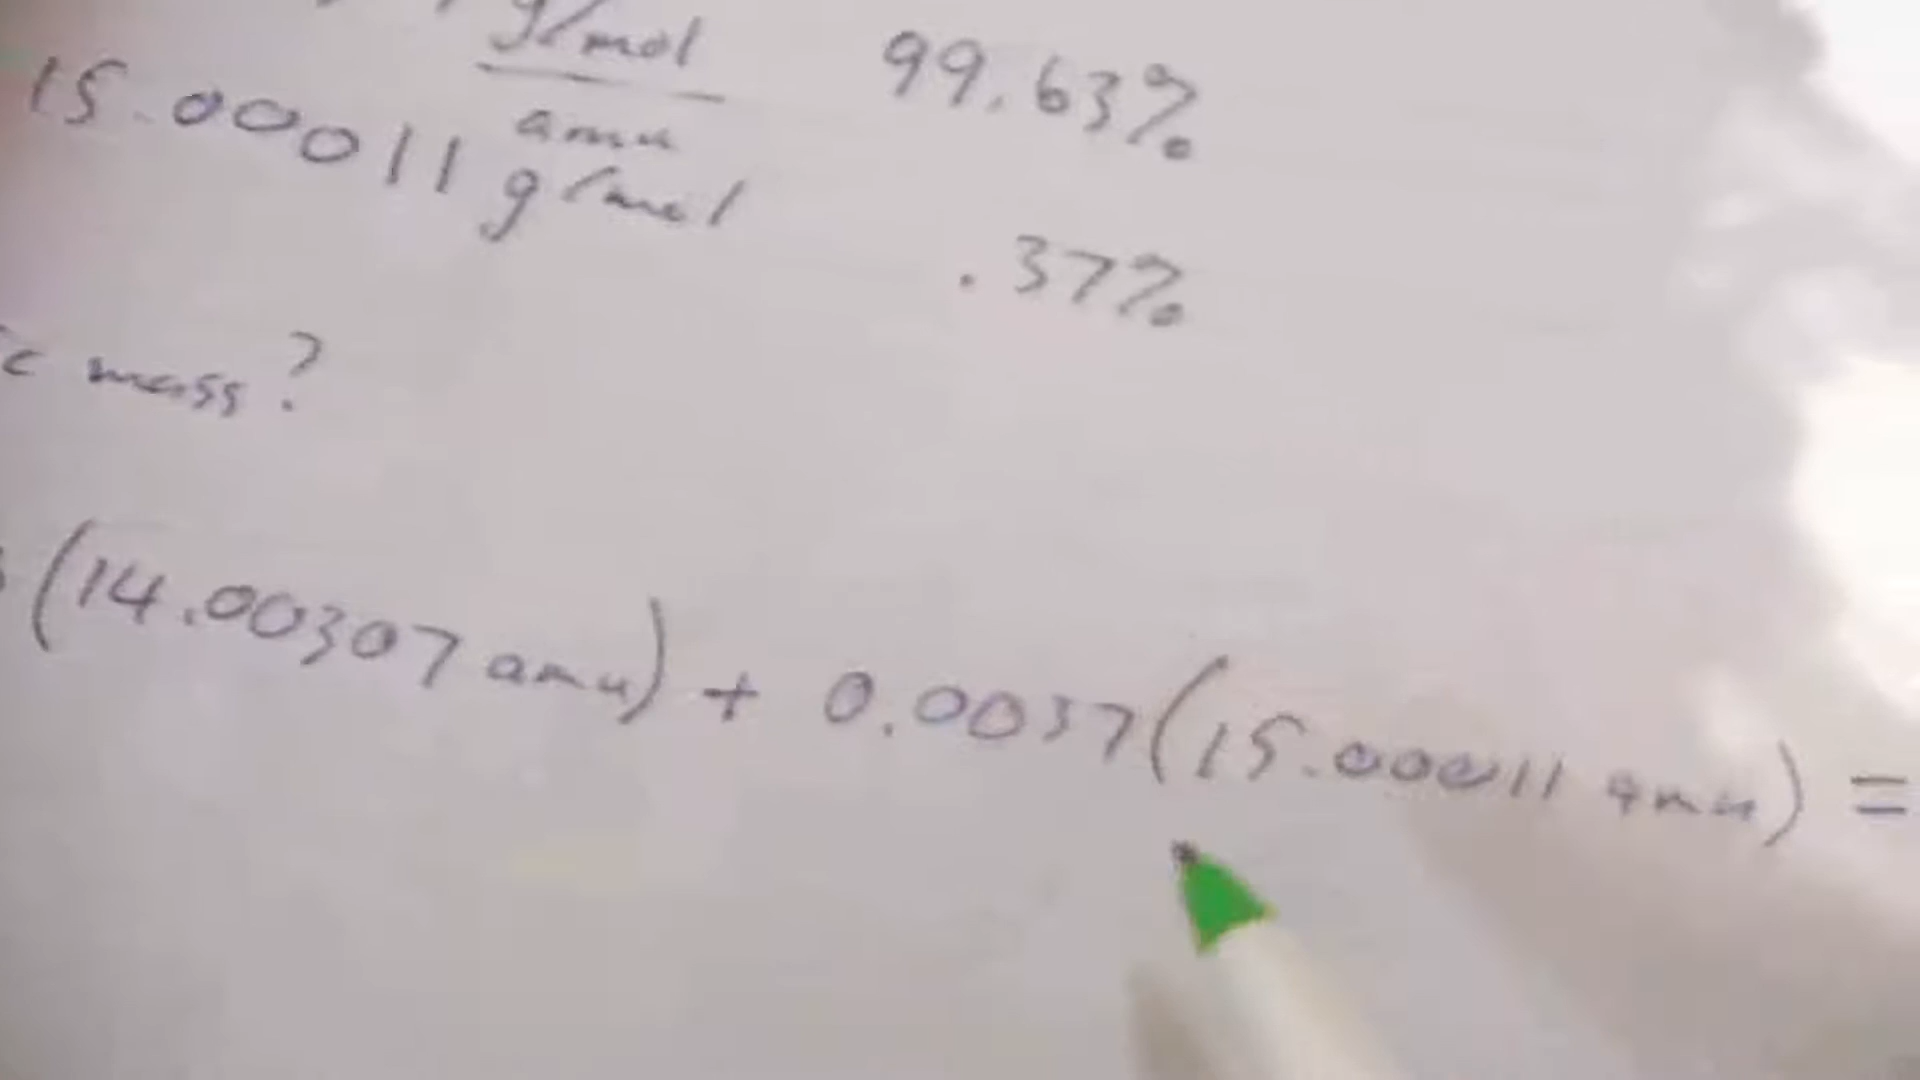 g/mol 99.63%
amu
15.00011 g/mol .37%
mass?
(14.00307 amu) + 0.0037 (15.00011 amu) =